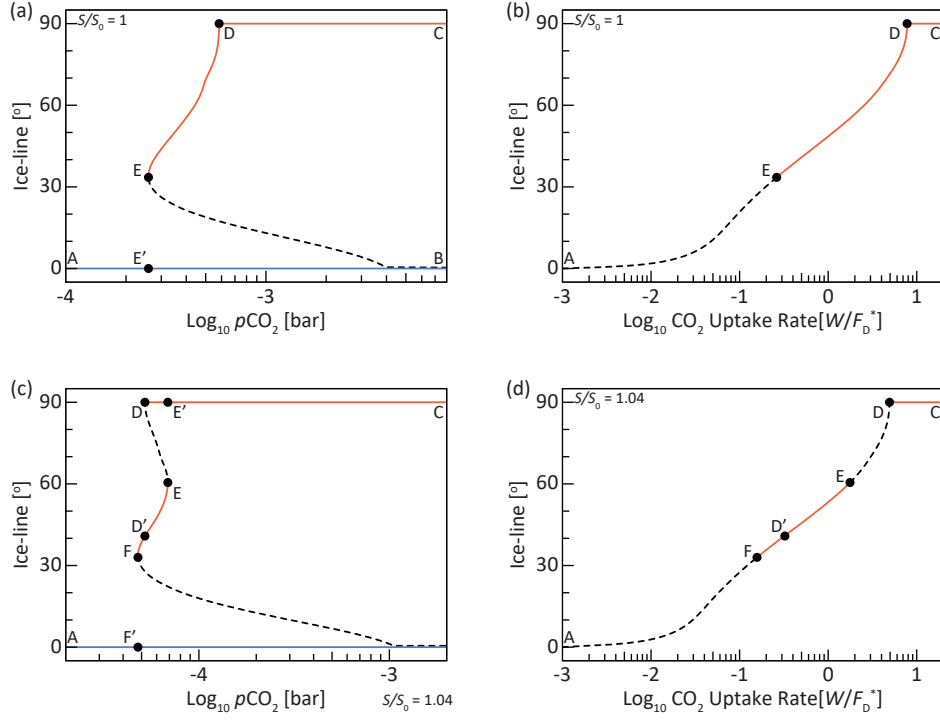 (a)
S/S₀ = 1
90
60
30
0
Ice-line [°]
A
E
E’
D
C
B
-4
-3
Log₁₀ pCO₂ [bar]
(b)
S/S₀ = 1
90
60
30
0
Ice-line [°]
A
E
D
C
-3
-2
-1
0
1
Log₁₀ CO₂ Uptake Rate[W/F_D*]
(c)
90
60
30
0
Ice-line [°]
D
E’
C
E
D’
F
A
F’
-4
-3
Log₁₀ pCO₂ [bar]
S/S₀ = 1.04
(d)
S/S₀ = 1.04
90
60
30
0
Ice-line [°]
D
C
E
D’
F
A
-3
-2
-1
0
1
Log₁₀ CO₂ Uptake Rate[W/F_D*]